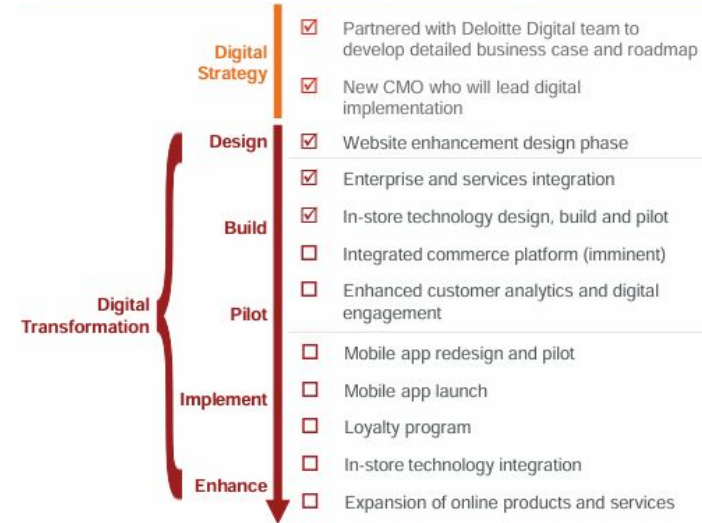 Digital
Strategy
☑ Partnered with Deloitte Digital team to
develop detailed business case and roadmap
☑ New CMO who will lead digital
implementation
Digital
Transformation
Design
☑ Website enhancement design phase
Build
☑ Enterprise and services integration
☑ In-store technology design, build and pilot
Pilot
☐ Integrated commerce platform (imminent)
☐ Enhanced customer analytics and digital
engagement
Implement
☐ Mobile app redesign and pilot
☐ Mobile app launch
☐ Loyalty program
Enhance
☐ In-store technology integration
☐ Expansion of online products and services